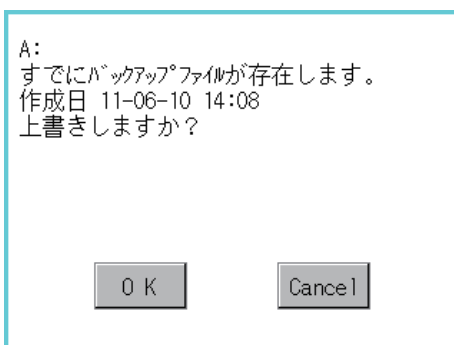 A:
すでにﾊﾞｯｸｱｯﾌﾟﾌｧｲﾙが存在します。
作成日 11-06-10 14:08
上書きしますか？
ＯＫ
Cancel